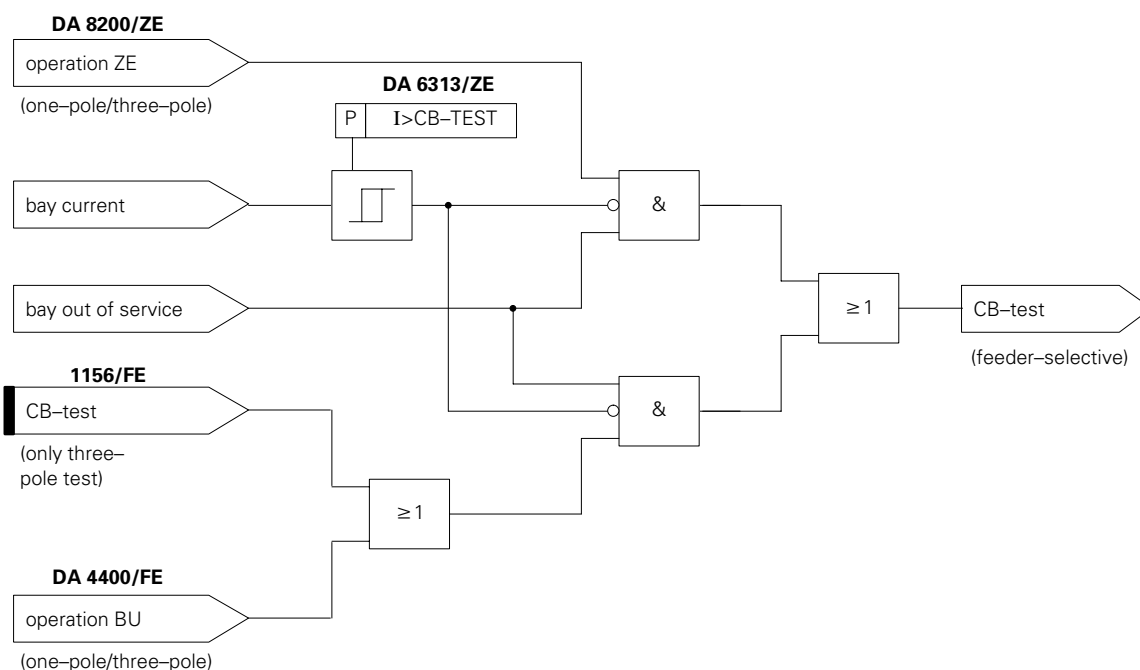 DA 8200/ZE
operation ZE
(one–pole/three–pole)
DA 6313/ZE
P I>CB–TEST
bay current
&
bay out of service
≥1
CB–test
(feeder–selective)
1156/FE
CB–test
(only three–
pole test)
&
≥1
DA 4400/FE
operation BU
(one–pole/three–pole)